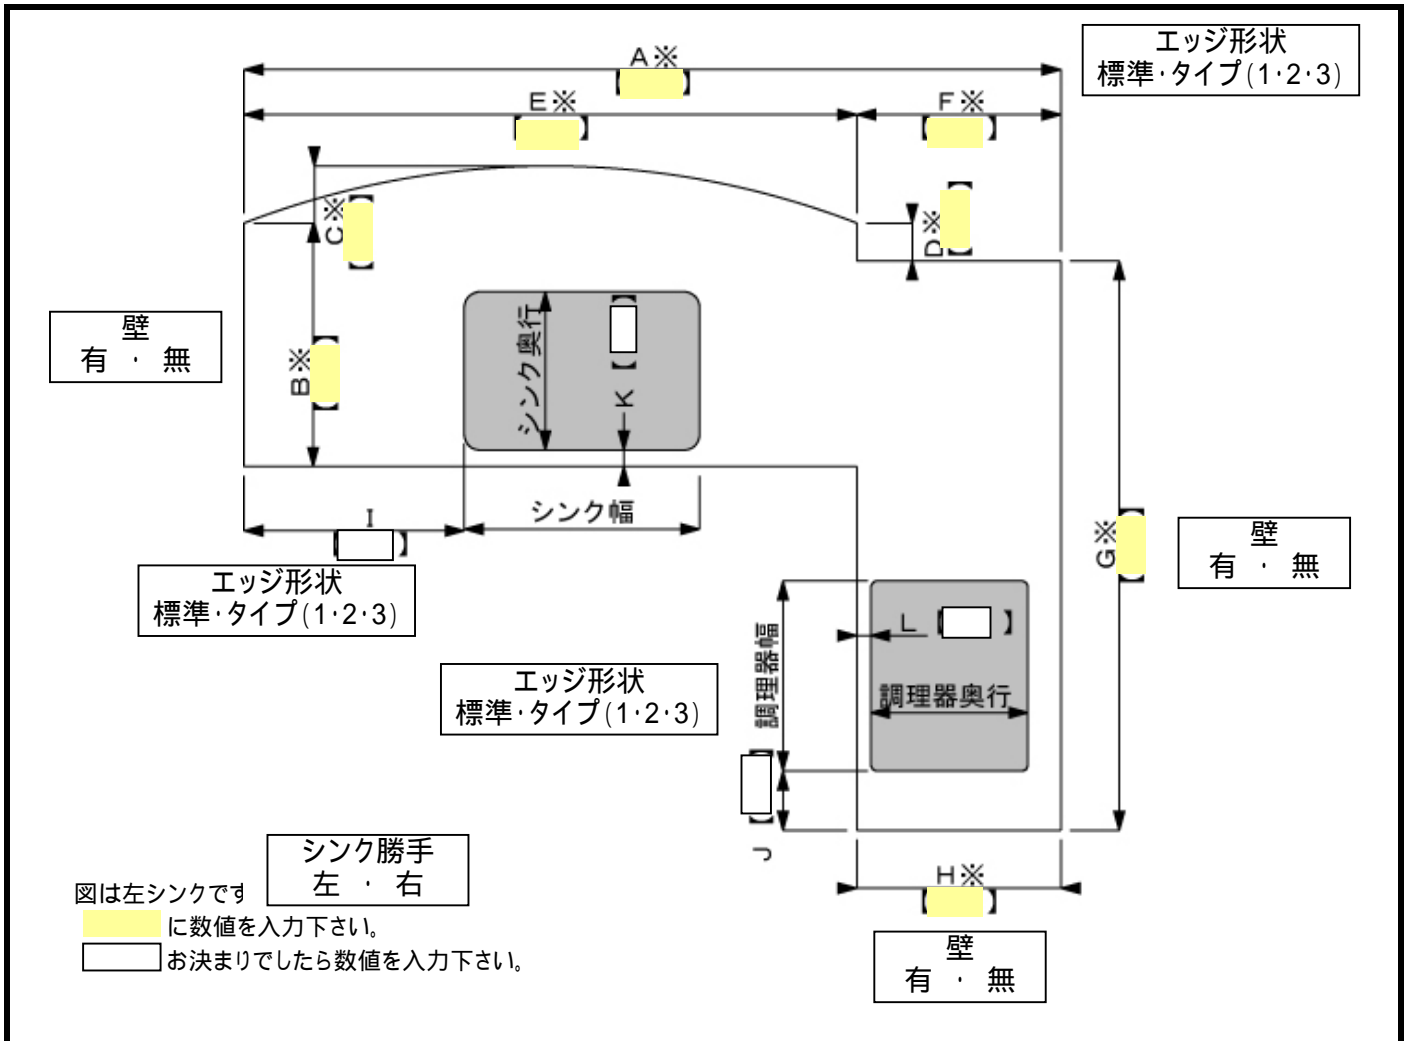 エッジ形状
標準・タイプ(1・2・3)
A※
【 】
E※
【 】
F※
【 】
C※
【 】
D※
【 】
壁
有 ・ 無
B※
【 】
シンク奥行
【 】
K
I
【 】
シンク幅
G※
【 】
壁
有 ・ 無
エッジ形状
標準・タイプ(1・2・3)
L 【 】
調理器幅
調理器奥行
エッジ形状
標準・タイプ(1・2・3)
J
【 】
シンク勝手
左 ・ 右
図は左シンクです
に数値を入力下さい。
お決まりでしたら数値を入力下さい。
H※
【 】
壁
有 ・ 無